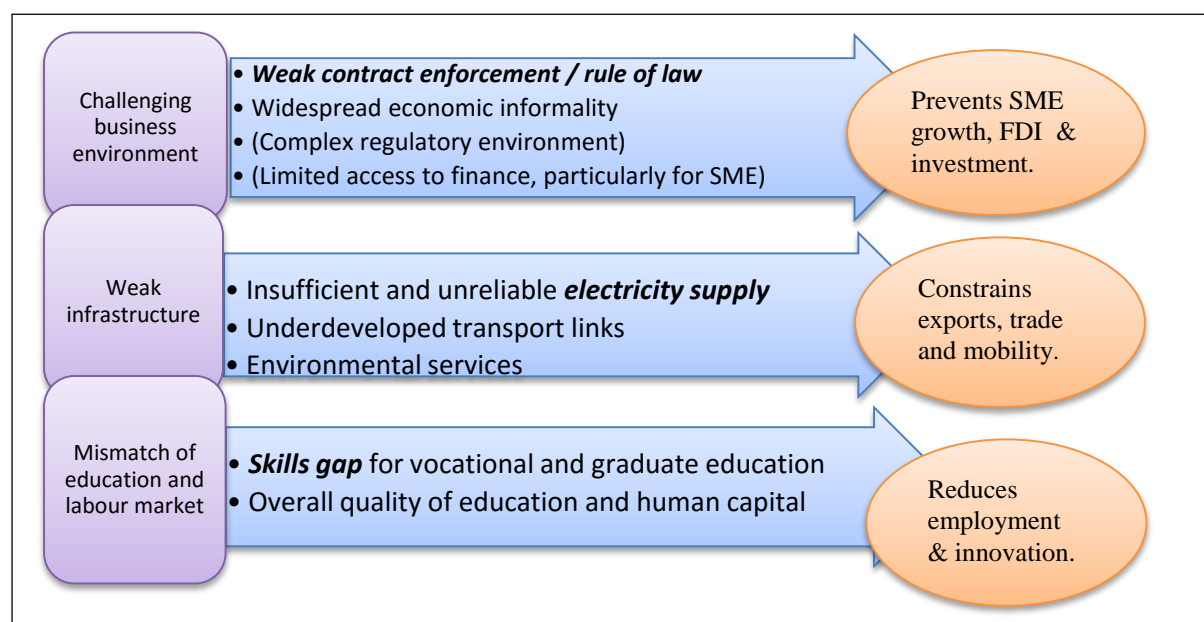 Challenging
business
environment
• Weak contract enforcement / rule of law
• Widespread economic informality
• (Complex regulatory environment)
• (Limited access to finance, particularly for SME)
Prevents SME
growth, FDI &
investment.
Weak
infrastructure
• Insufficient and unreliable electricity supply
• Underdeveloped transport links
• Environmental services
Constrains
exports, trade
and mobility.
Mismatch of
education and
labour market
• Skills gap for vocational and graduate education
• Overall quality of education and human capital
Reduces
employment
& innovation.